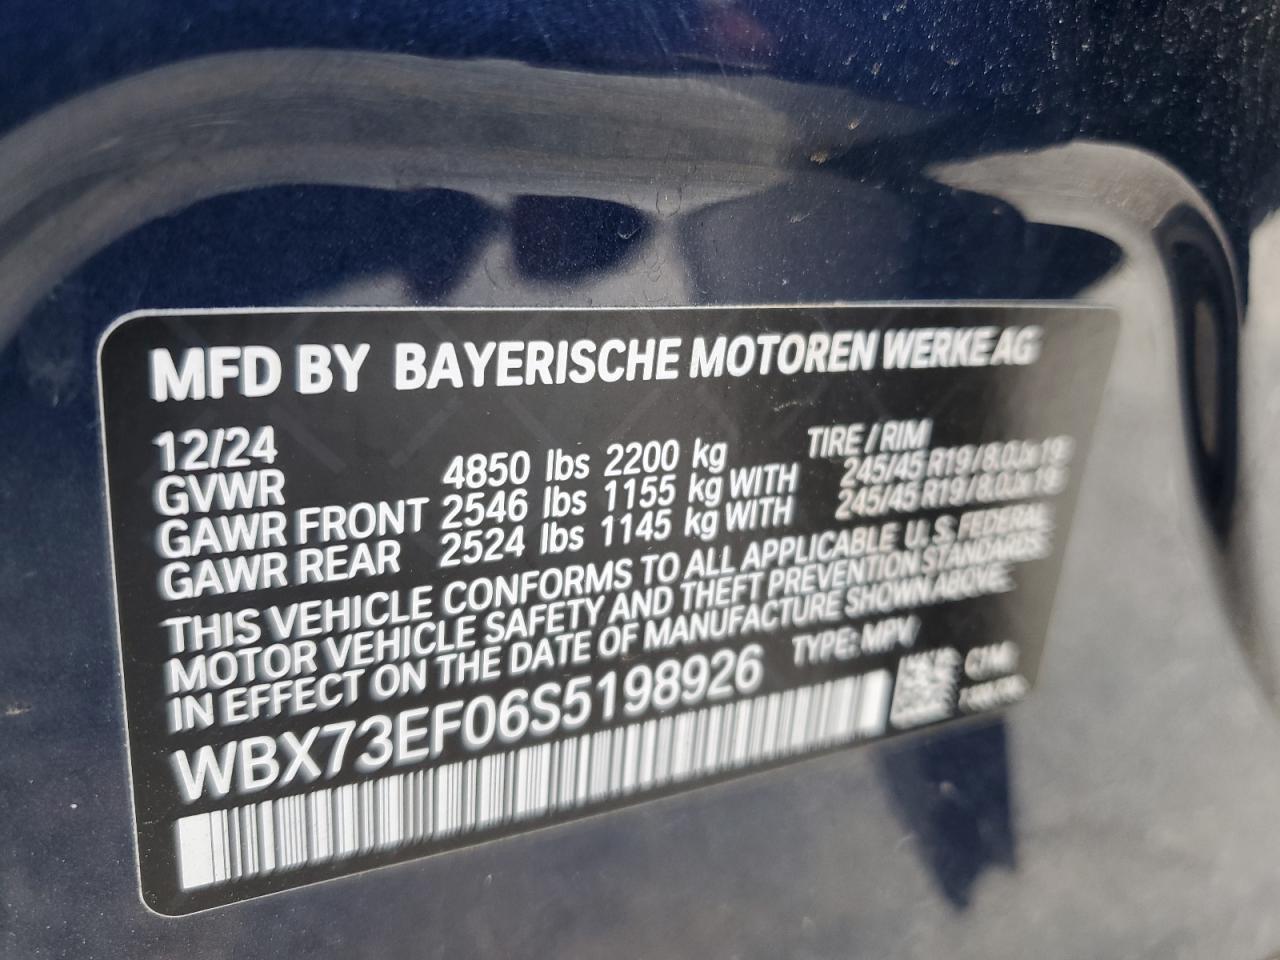 MFD BY BAYERISCHE MOTOREN WERKE AG
12/24 TIRE / RIM
GVWR 4850 lbs 2200 kg
GAWR FRONT 2546 lbs 1155 kg WITH 245/45 R19 / 8.0Jx19
GAWR REAR 2524 lbs 1145 kg WITH 245/45 R19 / 8.0Jx19
THIS VEHICLE CONFORMS TO ALL APPLICABLE U.S. FEDERAL
MOTOR VEHICLE SAFETY AND THEFT PREVENTION STANDARDS
IN EFFECT ON THE DATE OF MANUFACTURE SHOWN ABOVE.
WBX73EF06S5198926 TYPE: MPV